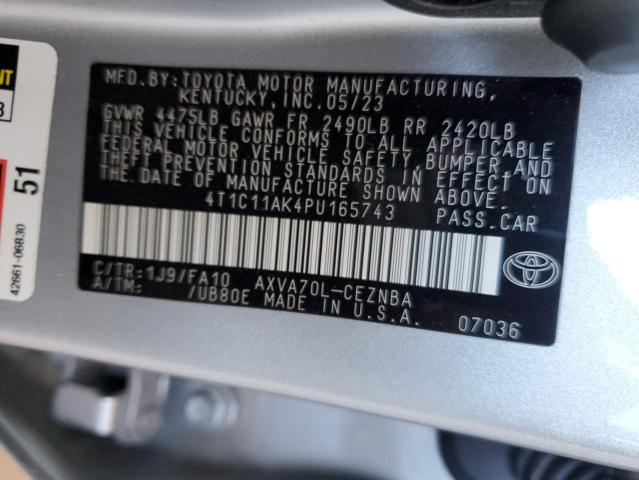 MFD.BY:TOYOTA MOTOR MANUFACTURING,
KENTUCKY,INC.05/23
GVWR 4475LB GAWR FR 2490LB RR 2420LB
THIS VEHICLE CONFORMS TO ALL APPLICABLE
FEDERAL MOTOR VEHICLE SAFETY,BUMPER,AND
THEFT PREVENTION STANDARDS IN EFFECT ON
THE DATE OF MANUFACTURE SHOWN ABOVE.
4T1C11AK4PU165743 PASS.CAR
C/TR:1J9/FA10 AXVA70L-CEZNBA
A/TM: /UB80E MADE IN U.S.A.
07036
TOYOTA
51
42661-06B30